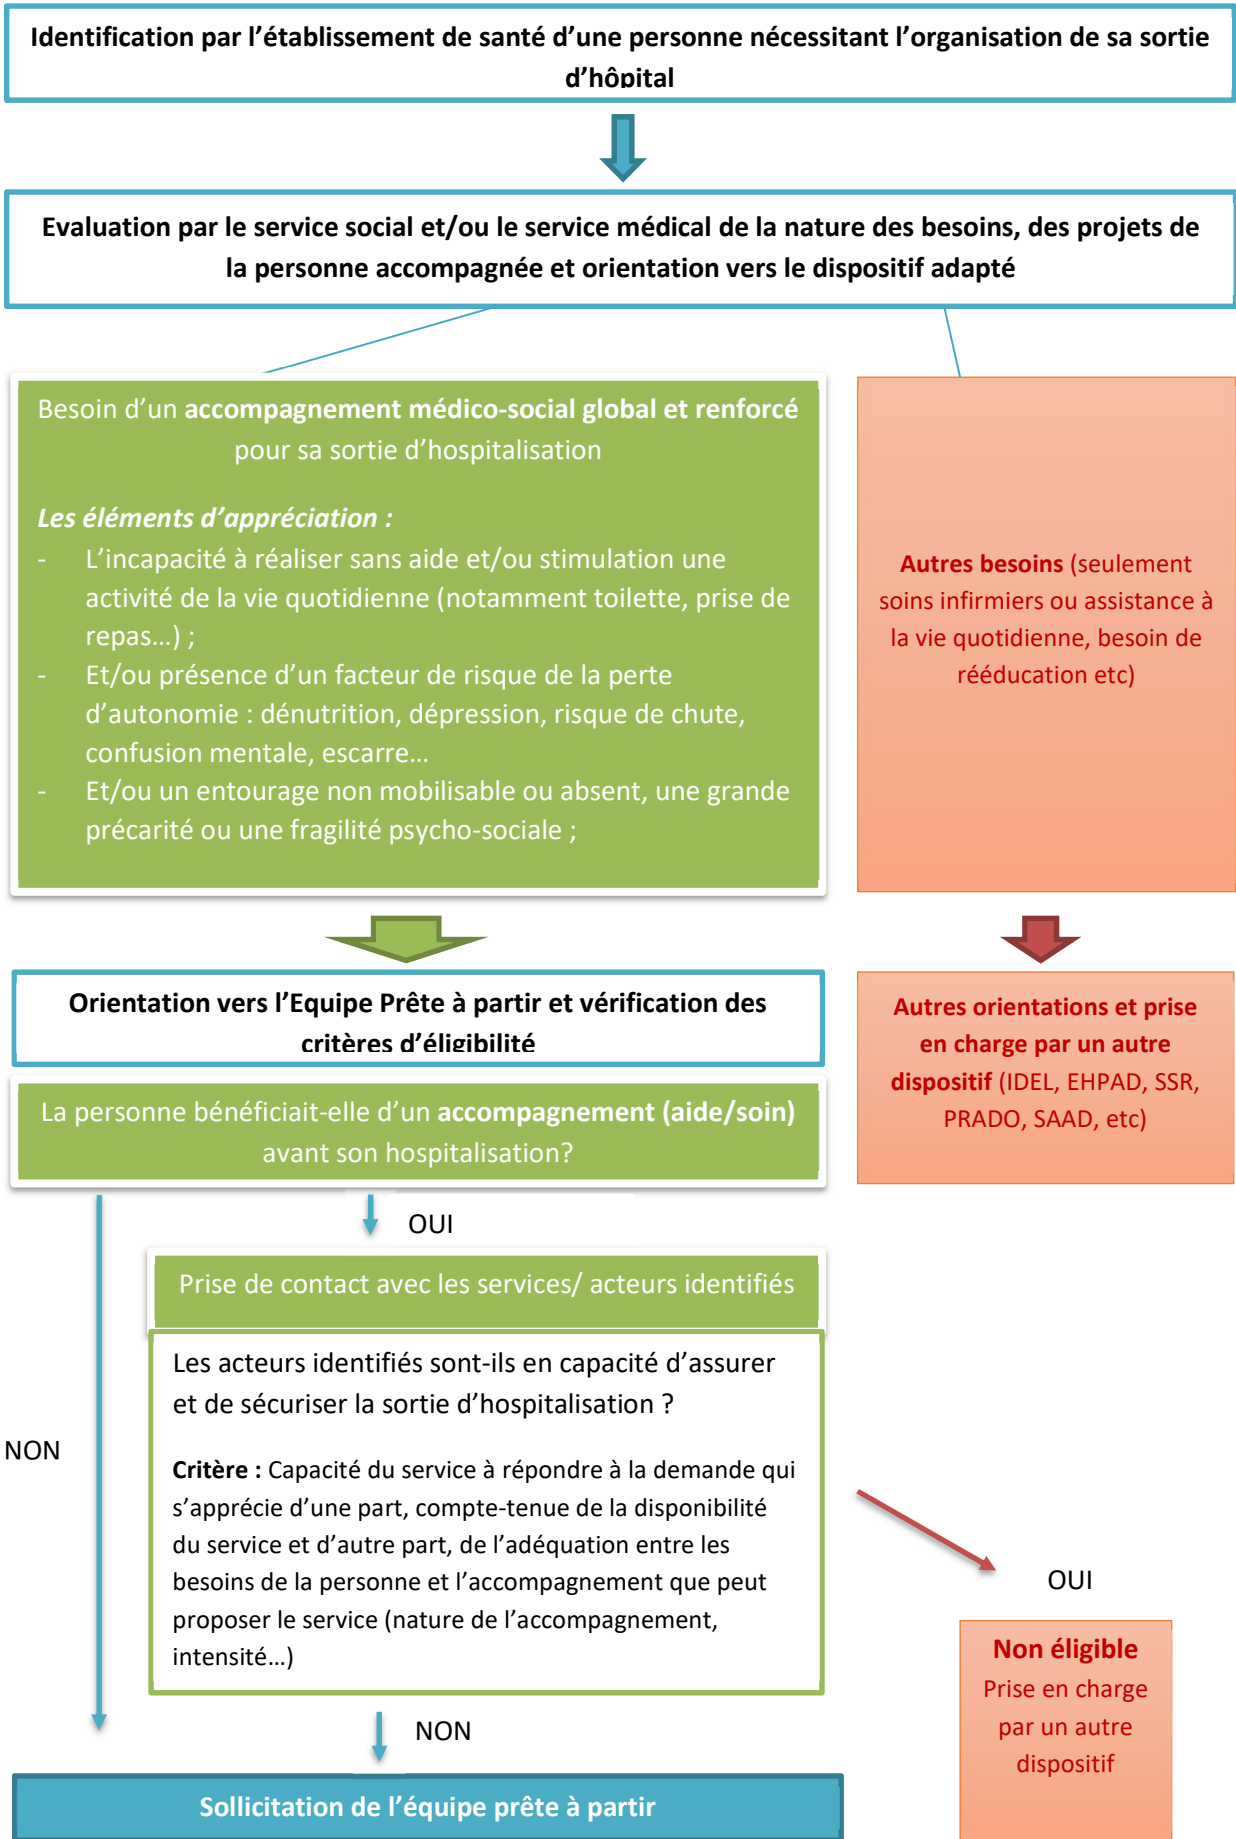 Identification par l’établissement de santé d’une personne nécessitant l’organisation de sa sortie
d’hôpital
Evaluation par le service social et/ou le service médical de la nature des besoins, des projets de
la personne accompagnée et orientation vers le dispositif adapté
Besoin d’un accompagnement médico-social global et renforcé
pour sa sortie d’hospitalisation
Les éléments d’appréciation :
- L’incapacité à réaliser sans aide et/ou stimulation une
activité de la vie quotidienne (notamment toilette, prise de
repas…) ;
- Et/ou présence d’un facteur de risque de la perte
d’autonomie : dénutrition, dépression, risque de chute,
confusion mentale, escarre…
- Et/ou un entourage non mobilisable ou absent, une grande
précarité ou une fragilité psycho-sociale ;
Autres besoins (seulement
soins infirmiers ou assistance à
la vie quotidienne, besoin de
rééducation etc)
Orientation vers l’Equipe Prête à partir et vérification des
critères d’éligibilité
Autres orientations et prise
en charge par un autre
dispositif (IDEL, EHPAD, SSR,
PRADO, SAAD, etc)
La personne bénéficiait-elle d’un accompagnement (aide/soin)
avant son hospitalisation?
OUI
Prise de contact avec les services/ acteurs identifiés
Les acteurs identifiés sont-ils en capacité d’assurer
et de sécuriser la sortie d’hospitalisation ?
NON
Critère : Capacité du service à répondre à la demande qui
s’apprécie d’une part, compte-tenue de la disponibilité
du service et d’autre part, de l’adéquation entre les
besoins de la personne et l’accompagnement que peut
proposer le service (nature de l’accompagnement,
intensité…)
OUI
Non éligible
Prise en charge
par un autre
dispositif
NON
Sollicitation de l’équipe prête à partir